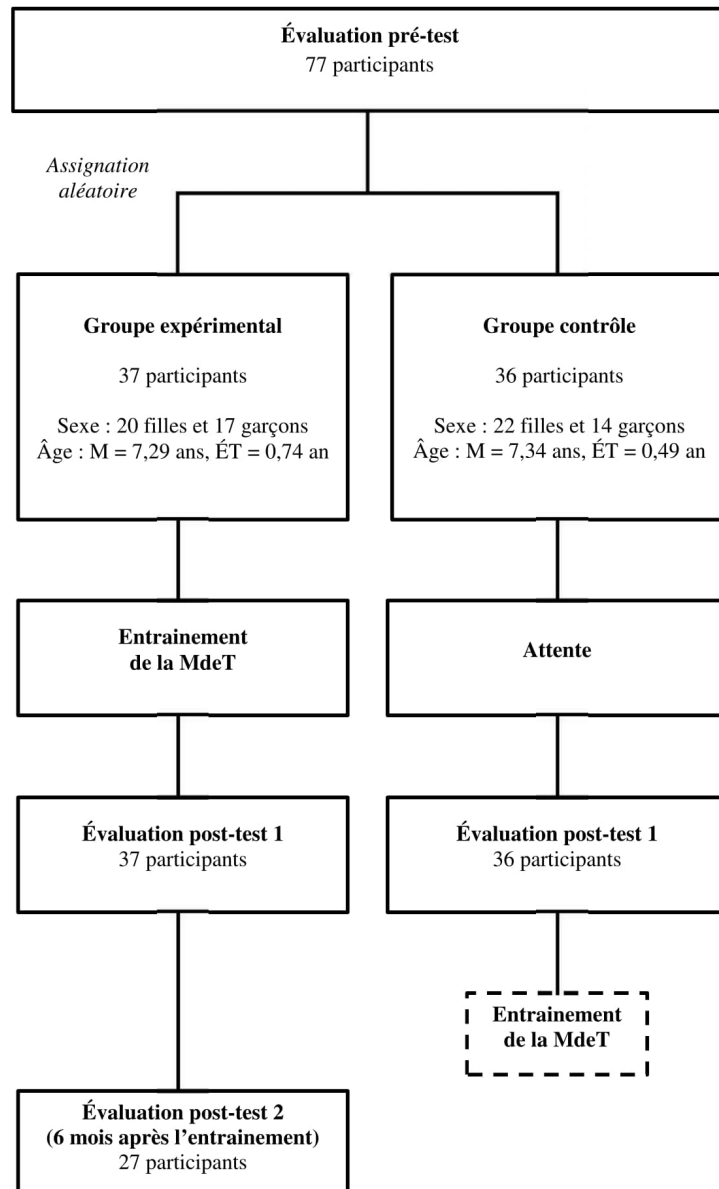 Évaluation pré-test
77 participants
Assignation
aléatoire
Groupe expérimental
37 participants
Sexe : 20 filles et 17 garçons
Âge : M = 7,29 ans, ÉT = 0,74 an
Groupe contrôle
36 participants
Sexe : 22 filles et 14 garçons
Âge : M = 7,34 ans, ÉT = 0,49 an
Entrainement
de la MdeT
Attente
Évaluation post-test 1
37 participants
Évaluation post-test 1
36 participants
Entrainement
de la MdeT
Évaluation post-test 2
(6 mois après l’entrainement)
27 participants